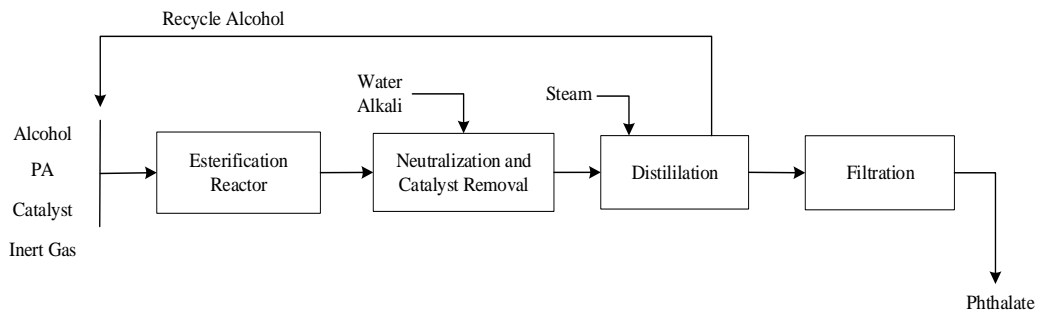 Recycle Alcohol
Water
Alkali
Steam
Alcohol
PA
Catalyst
Inert Gas
Esterification
Reactor
Neutralization and
Catalyst Removal
Distililation
Filtration
Phthalate